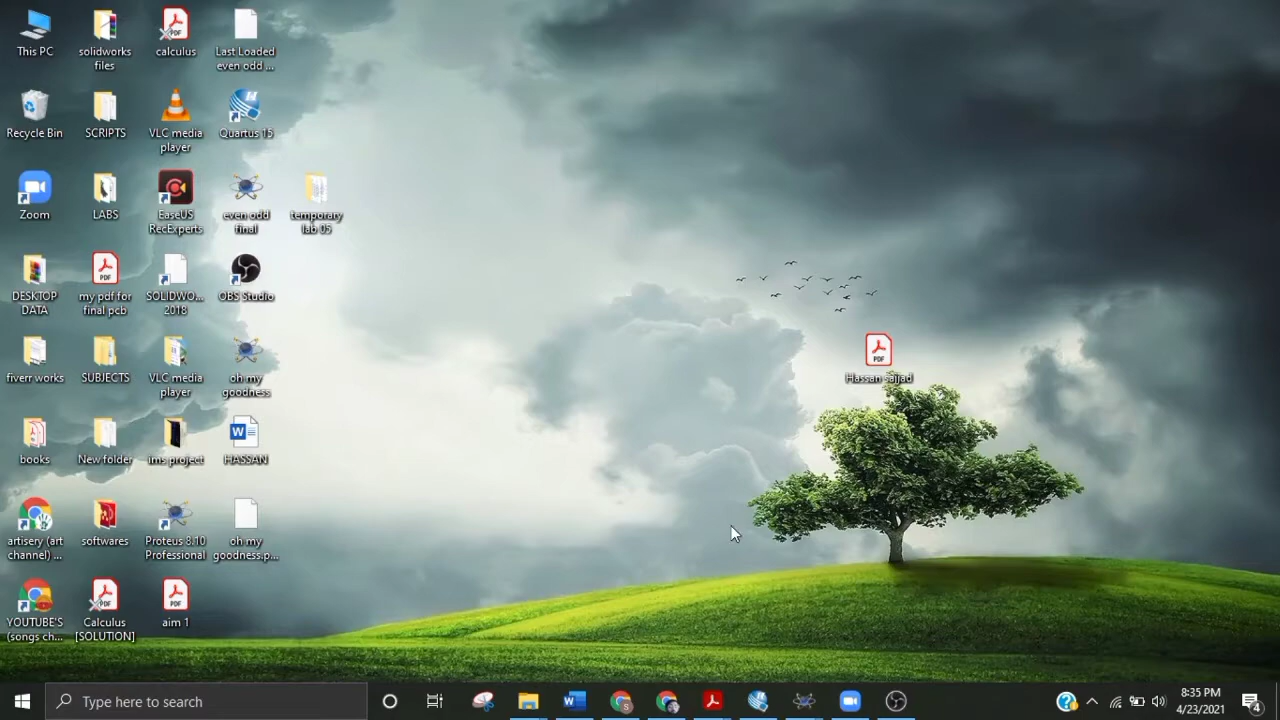 This PC
solidworks
files
calculus
Last Loaded
even odd ...
Recycle Bin
SCRIPTS
VLC media
player
Quartus 15
Zoom
LABS
EaseUS
RecExperts
even odd
final
temporary
lab 05
DESKTOP
DATA
my pdf for
final pcb
SOLIDWO...
2018
OBS Studio
fiverr works
SUBJECTS
VLC media
player
oh my
goodness
Hassan sajjad
books
New folder
ims project
HASSAN
artisery (art
channel) ...
softwares
Proteus 8.10
Professional
oh my
goodness.p...
YOUTUBE'S
(songs ch...
Calculus
[SOLUTION]
aim 1
Type here to search
8:35 PM
4/23/2021
4